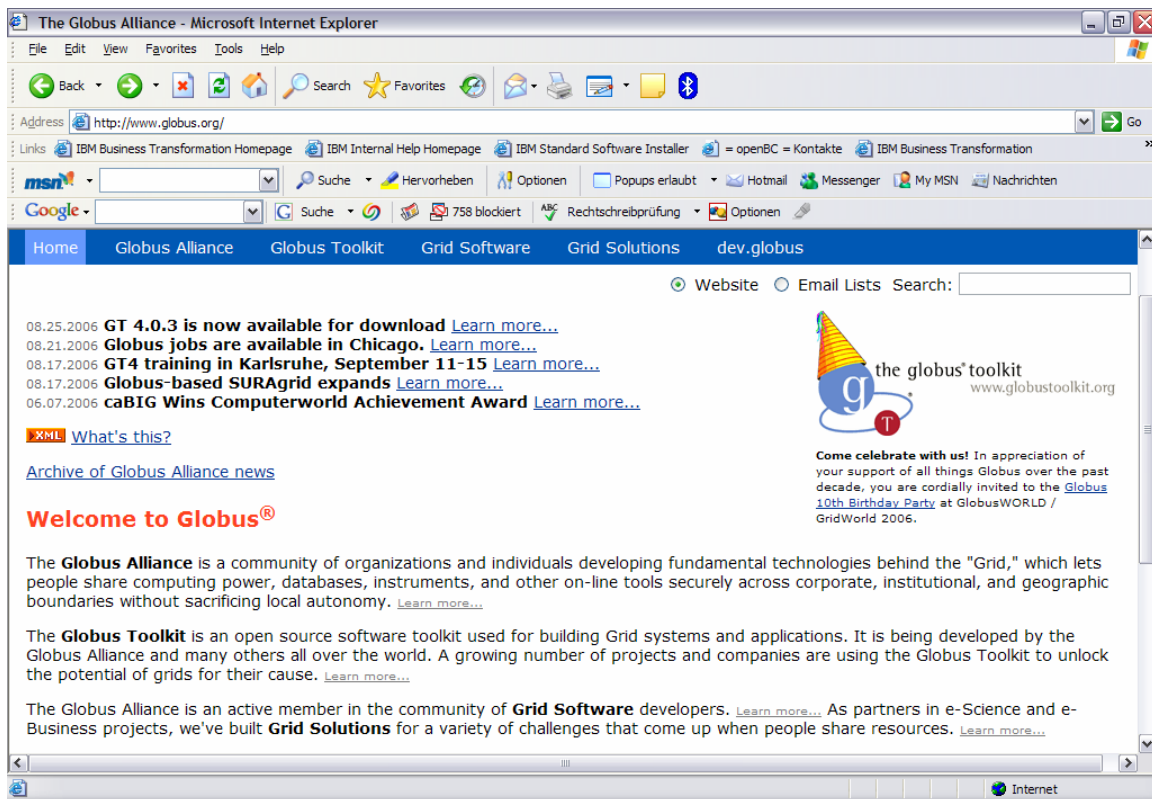 The Globus Alliance - Microsoft Internet Explorer
File Edit View Favorites Tools Help
Back Search Favorites
Address http://www.globus.org/ Go
Links IBM Business Transformation Homepage IBM Internal Help Homepage IBM Standard Software Installer = openBC = Kontakte IBM Business Transformation »
msn Suche Hervorheben Optionen Popups erlaubt Hotmail Messenger My MSN Nachrichten
Google G Suche 758 blockiert ABC Rechtschreibprüfung Optionen
Home Globus Alliance Globus Toolkit Grid Software Grid Solutions dev.globus
Website Email Lists Search:
08.25.2006 GT 4.0.3 is now available for download Learn more...
08.21.2006 Globus jobs are available in Chicago. Learn more...
08.17.2006 GT4 training in Karlsruhe, September 11-15 Learn more...
08.17.2006 Globus-based SURAgrid expands Learn more...
06.07.2006 caBIG Wins Computerworld Achievement Award Learn more...
XML What's this?
Archive of Globus Alliance news
g T
the globus® toolkit
www.globustoolkit.org
Come celebrate with us! In appreciation of
your support of all things Globus over the past
decade, you are cordially invited to the Globus
10th Birthday Party at GlobusWORLD /
GridWorld 2006.
Welcome to Globus®
The Globus Alliance is a community of organizations and individuals developing fundamental technologies behind the "Grid," which lets
people share computing power, databases, instruments, and other on-line tools securely across corporate, institutional, and geographic
boundaries without sacrificing local autonomy. Learn more...
The Globus Toolkit is an open source software toolkit used for building Grid systems and applications. It is being developed by the
Globus Alliance and many others all over the world. A growing number of projects and companies are using the Globus Toolkit to unlock
the potential of grids for their cause. Learn more...
The Globus Alliance is an active member in the community of Grid Software developers. Learn more... As partners in e-Science and e-
Business projects, we've built Grid Solutions for a variety of challenges that come up when people share resources. Learn more...
Internet